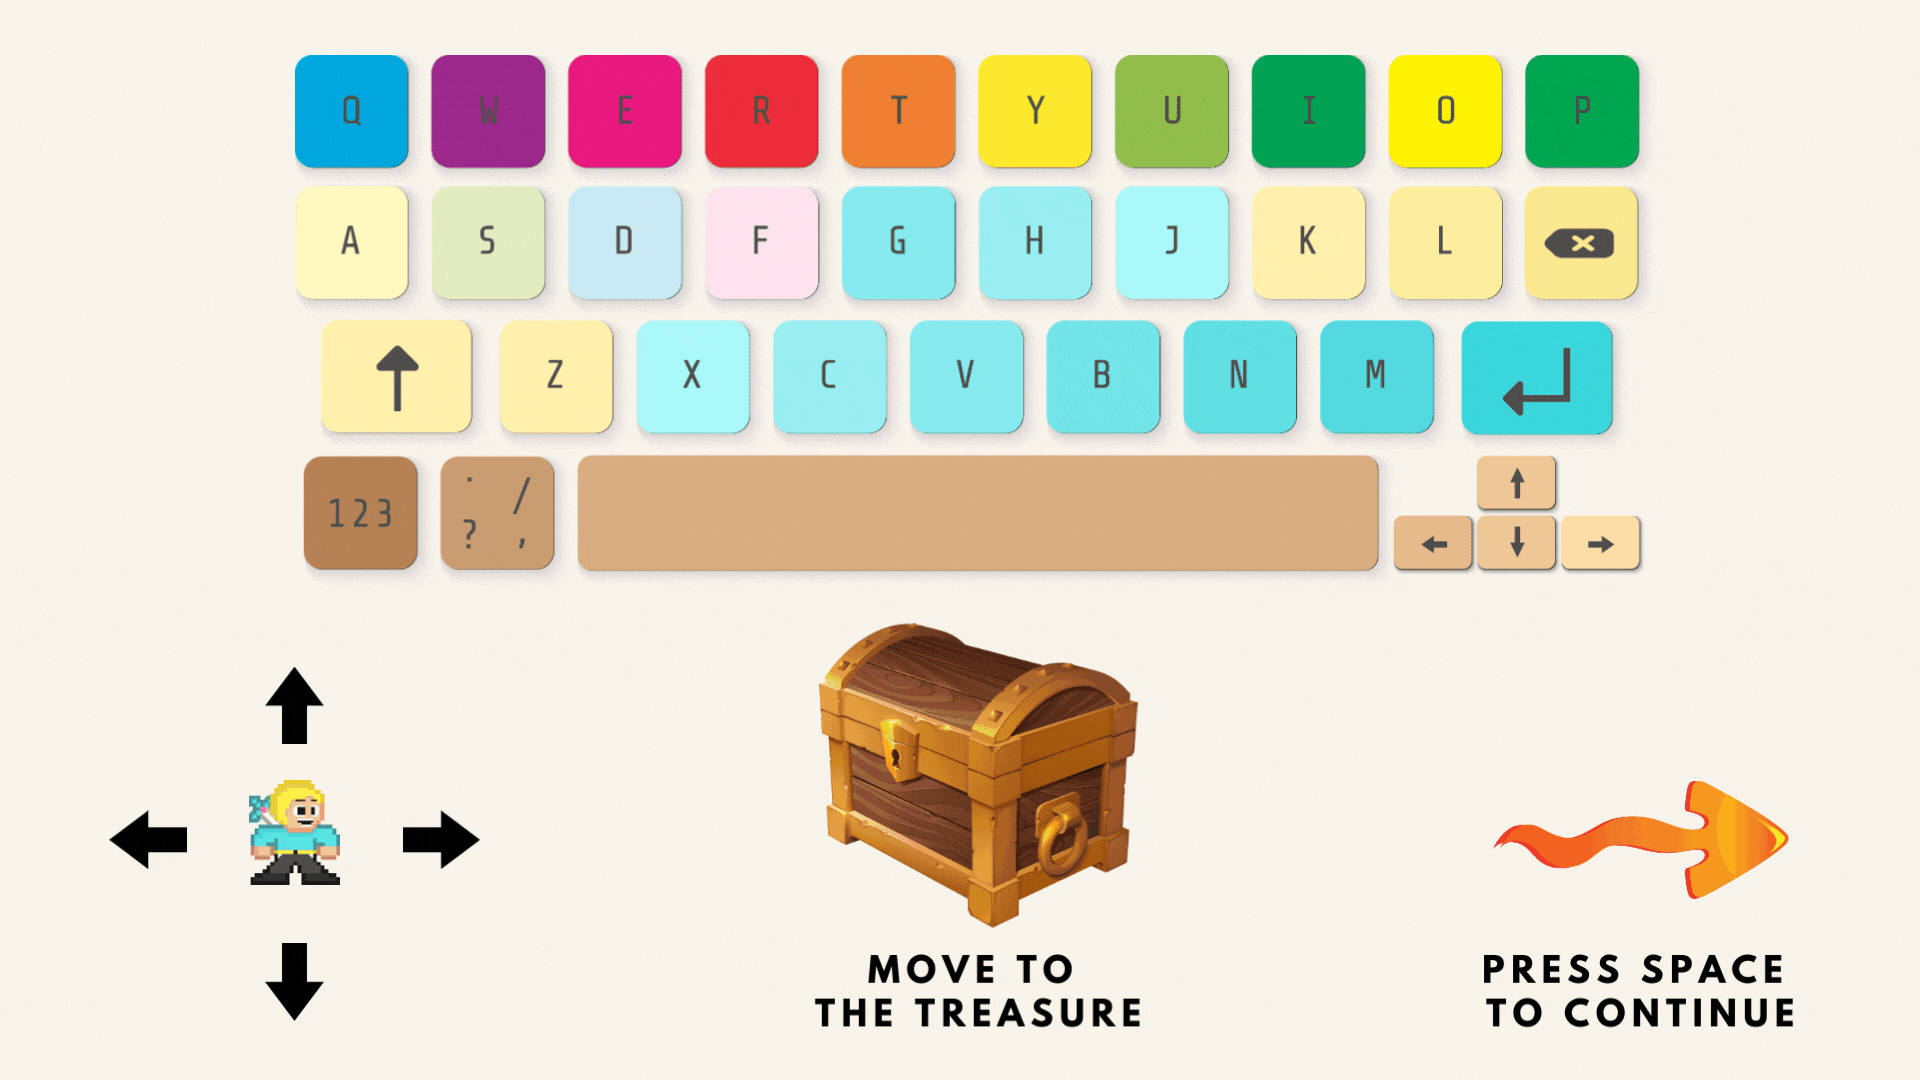 Q W E R T Y U I O P
A S D F G H J K L
Z X C V B N M
123 . / ? ,
MOVE TO
THE TREASURE
PRESS SPACE
TO CONTINUE